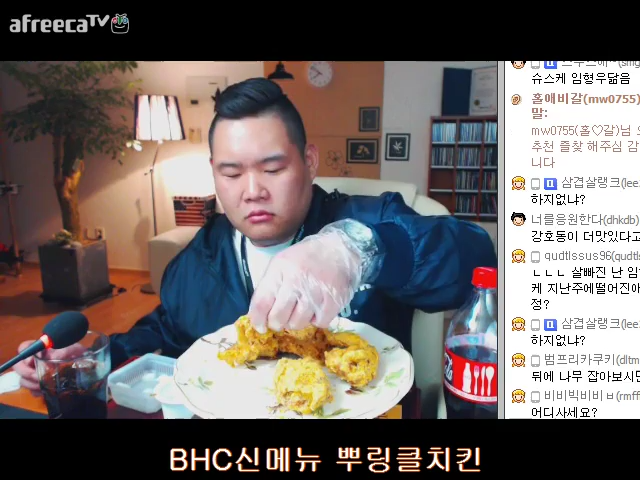 afreecaTV
슈스케 임형우닮음
홀애비갈(mw0755)
말:
mw0755(홀♡갈)님
추천 즐찾 해주심 감
니다
삼겹살랭크(lee
하지없냐?
너를응원한다(dhkdb)
강호동이 더맛있다고
qudtlssus96(qudtl
ㄴㄴㄴ 살빠진 난 임
케 지난주에떨어진애
정?
삼겹살랭크(lee
하지없냐?
범프리카쿠키(dltm
뒤에 나무 잡아보시면
비비빅비비ㅂ(rmff
어디사세요?
BHC신메뉴 뿌링클치킨